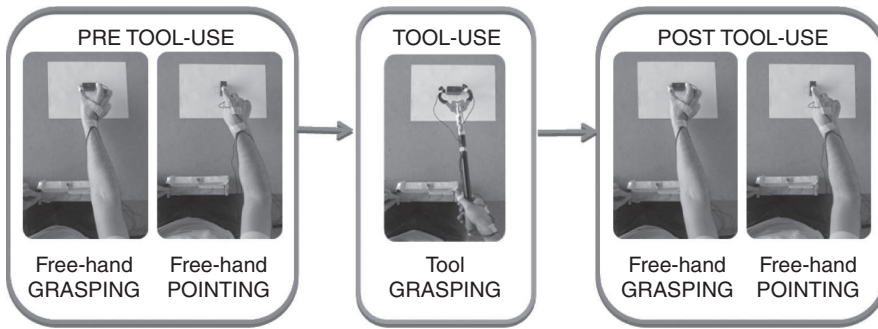 PRE TOOL-USE
Free-hand
GRASPING
Free-hand
POINTING
TOOL-USE
Tool
GRASPING
POST TOOL-USE
Free-hand
GRASPING
Free-hand
POINTING